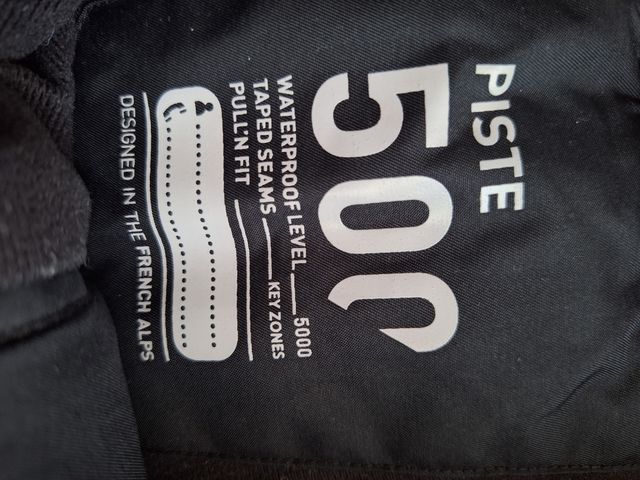 PISTE
500
WATERPROOF LEVEL 5000
TAPED SEAMS KEY ZONES
PULL'N FIT
DESIGNED IN THE FRENCH ALPS